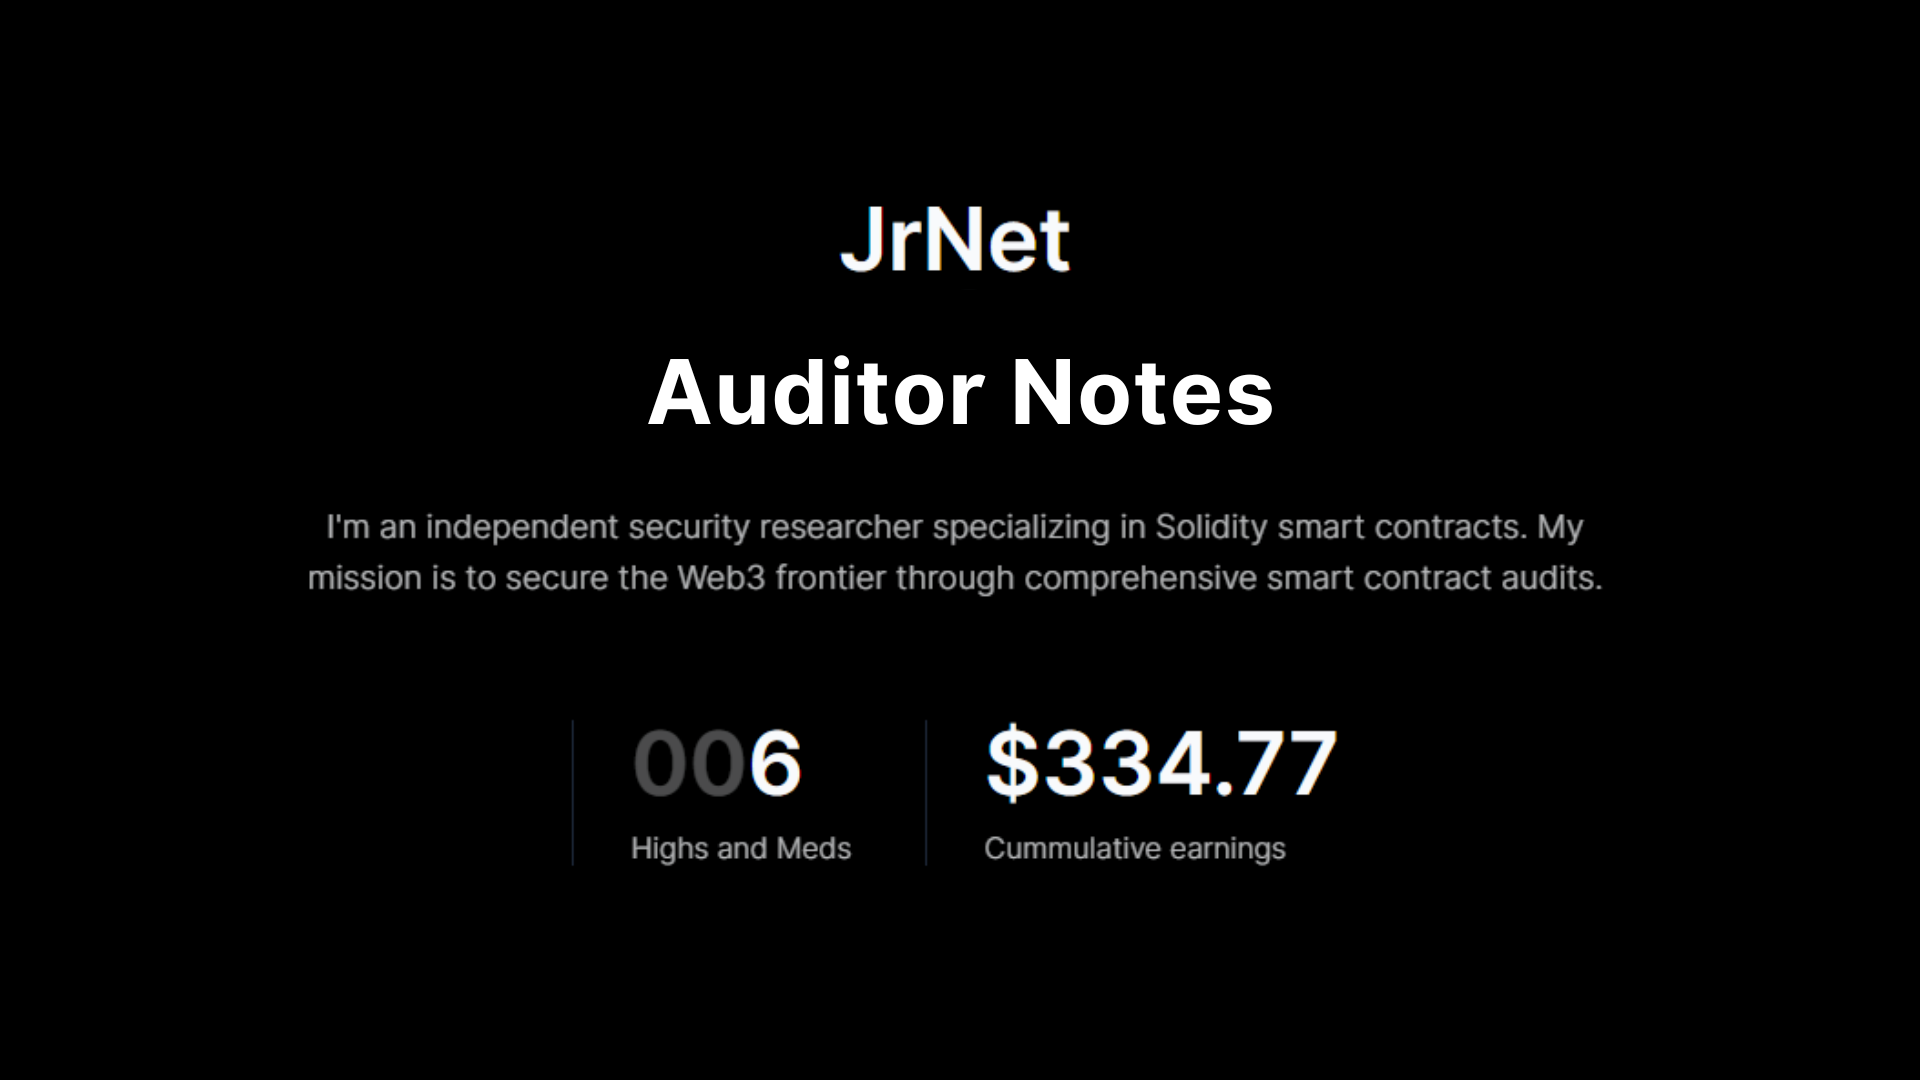 JrNet
Auditor Notes
I'm an independent security researcher specializing in Solidity smart contracts. My
mission is to secure the Web3 frontier through comprehensive smart contract audits.
006 $334.77
Highs and Meds Cummulative earnings